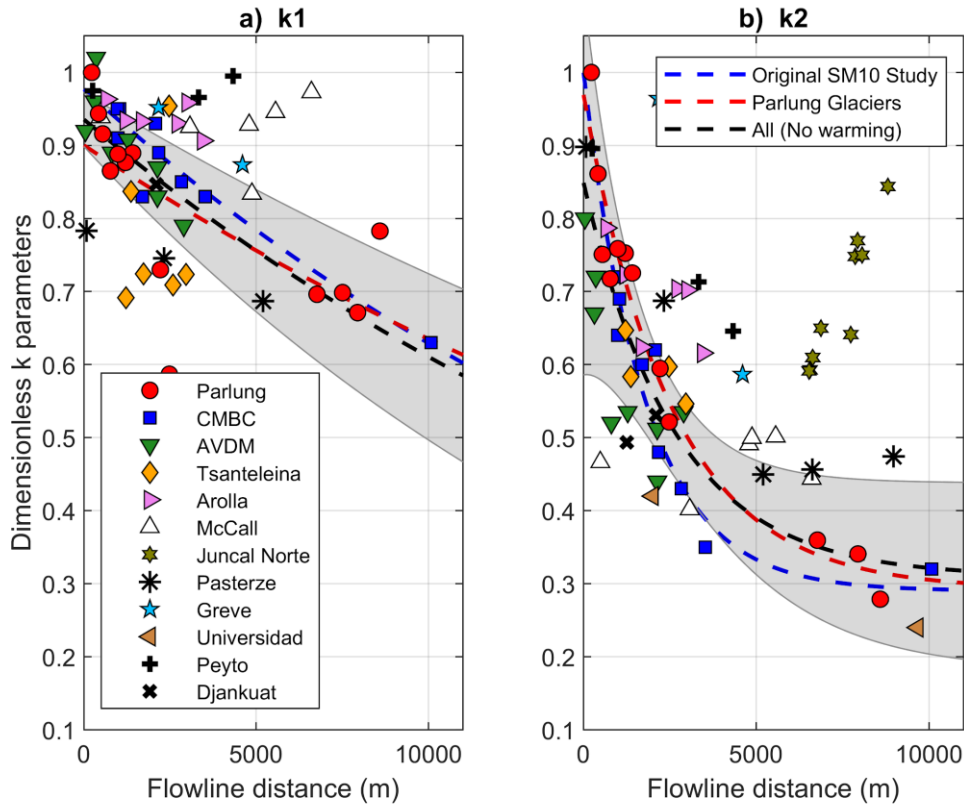 a) k1
b) k2
Dimensionless k parameters
1
0.9
0.8
0.7
0.6
0.5
0.4
0.3
0.2
0.1
0
5000
10000
Flowline distance (m)
Parlung
CMBC
AVDM
Tsanteleina
Arolla
McCall
Juncal Norte
Pasterze
Greve
Universidad
Peyto
Djankuat
1
0.9
0.8
0.7
0.6
0.5
0.4
0.3
0.2
0.1
0
5000
10000
Flowline distance (m)
Original SM10 Study
Parlung Glaciers
All (No warming)